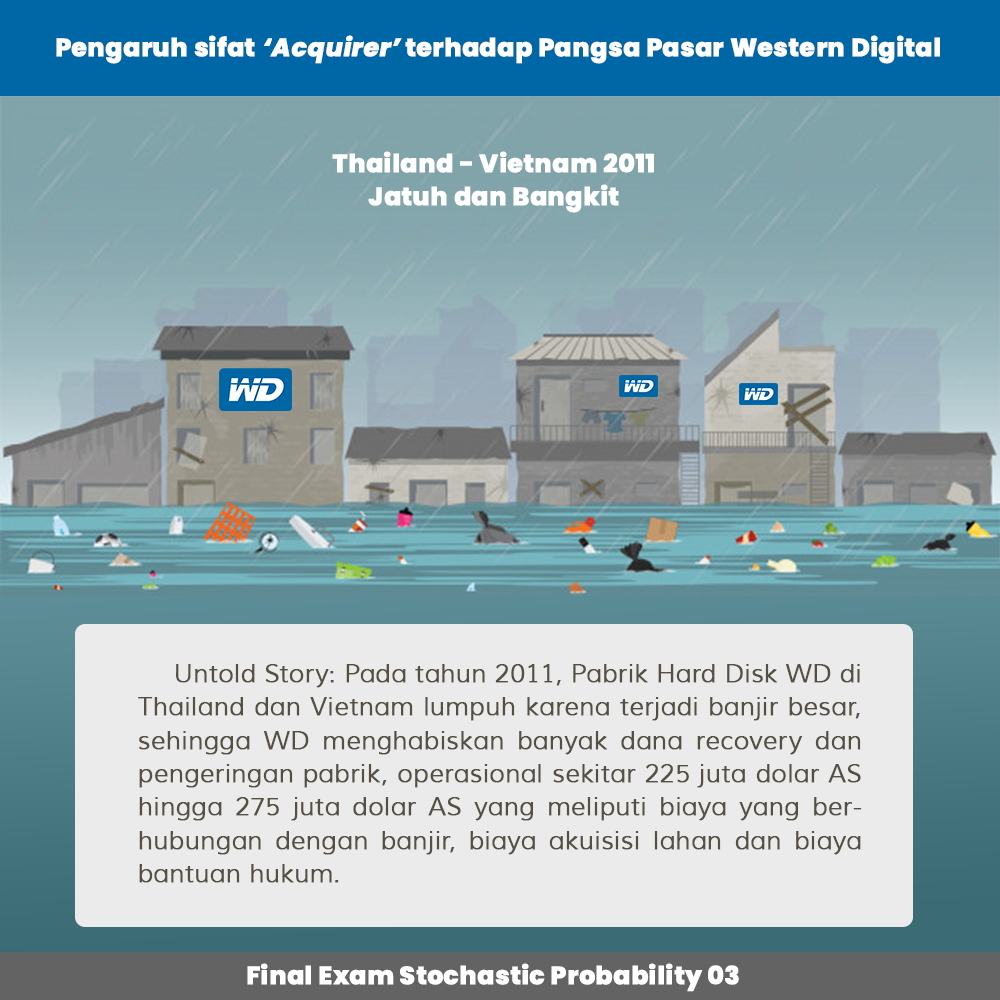 Pengaruh sifat ‘Acquirer’ terhadap Pangsa Pasar Western Digital
Thailand - Vietnam 2011
Jatuh dan Bangkit
WD
WD
WD
Untold Story: Pada tahun 2011, Pabrik Hard Disk WD di
Thailand dan Vietnam lumpuh karena terjadi banjir besar,
sehingga WD menghabiskan banyak dana recovery dan
pengeringan pabrik, operasional sekitar 225 juta dolar AS
hingga 275 juta dolar AS yang meliputi biaya yang ber-
hubungan dengan banjir, biaya akuisisi lahan dan biaya
bantuan hukum.
Final Exam Stochastic Probability 03